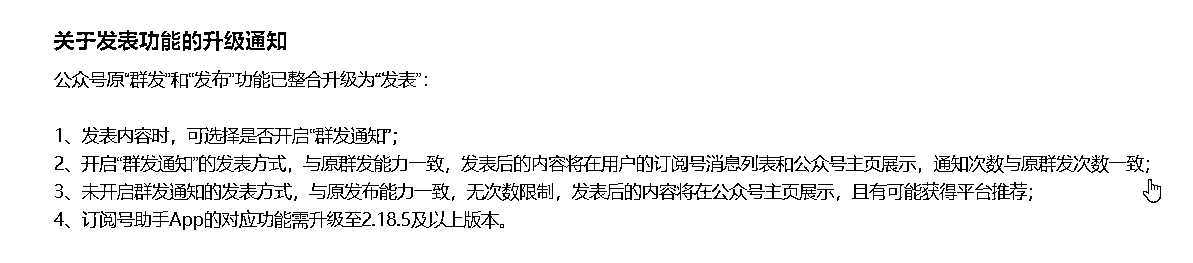 关于发表功能的升级通知
公众号原“群发”和“发布”功能已整合升级为“发表”：
1、发表内容时，可选择是否开启“群发通知”；
2、开启“群发通知”的发表方式，与原群发能力一致，发表后的内容将在用户的订阅号消息列表和公众号主页展示，通知次数与原群发次数一致；
3、未开启群发通知的发表方式，与原发布能力一致，无次数限制，发表后的内容将在公众号主页展示，且有可能获得平台推荐；
4、订阅号助手App的对应功能需升级至2.18.5及以上版本。